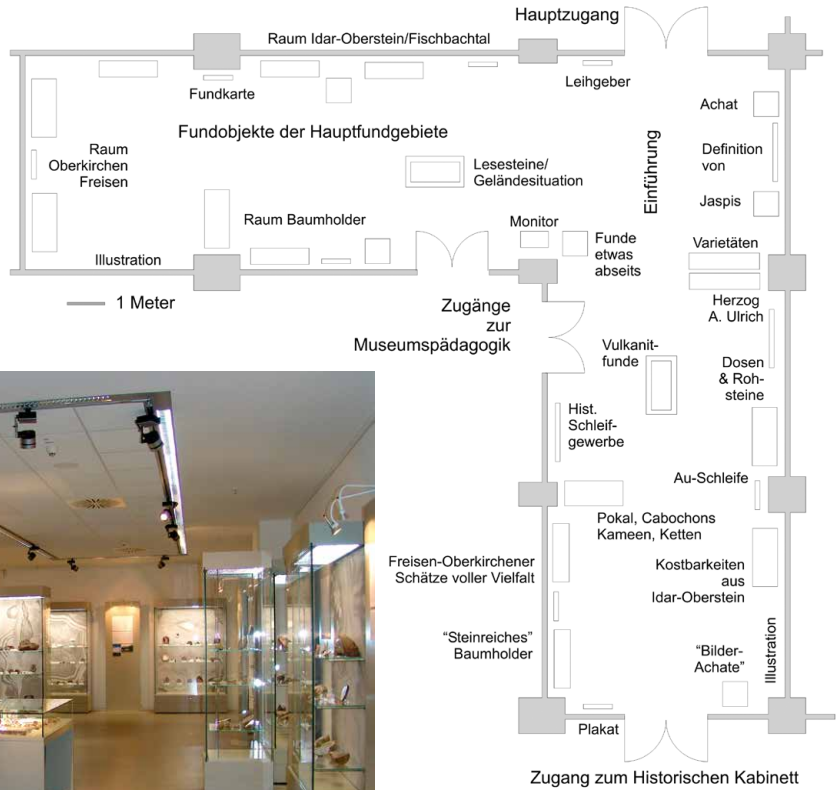 Hauptzugang
Raum Idar-Oberstein/Fischbachtal
Fundkarte
Leihgeber
Achat
Fundobjekte der Hauptfundgebiete
Einführung
Definition
von
Raum
Oberkirchen
Freisen
Lesesteine/
Geländesituation
Jaspis
Raum Baumholder
Monitor
Funde
etwas
abseits
Varietäten
Illustration
1 Meter
Herzog
A. Ulrich
Zugänge
zur
Museumspädagogik
Vulkanit-
funde
Dosen
& Roh-
steine
Hist.
Schleif-
gewerbe
Au-Schleife
Pokal, Cabochons
Kameen, Ketten
Freisen-Oberkirchener
Schätze voller Vielfalt
Kostbarkeiten
aus
Idar-Oberstein
"Steinreiches"
Baumholder
"Bilder-
Achate"
Illustration
Plakat
Zugang zum Historischen Kabinett